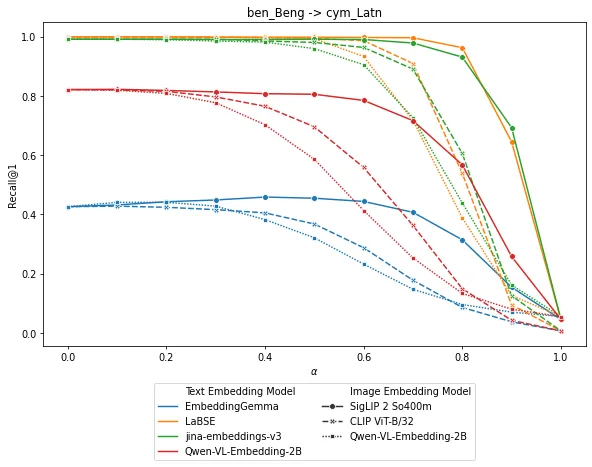 ben_Beng -> cym_Latn
Recall@1
1.0
0.8
0.6
0.4
0.2
0.0
0.0 0.2 0.4 0.6 0.8 1.0
α
Text Embedding Model
EmbeddingGemma
LaBSE
jina-embeddings-v3
Qwen-VL-Embedding-2B
Image Embedding Model
SigLIP 2 So400m
CLIP ViT-B/32
Qwen-VL-Embedding-2B